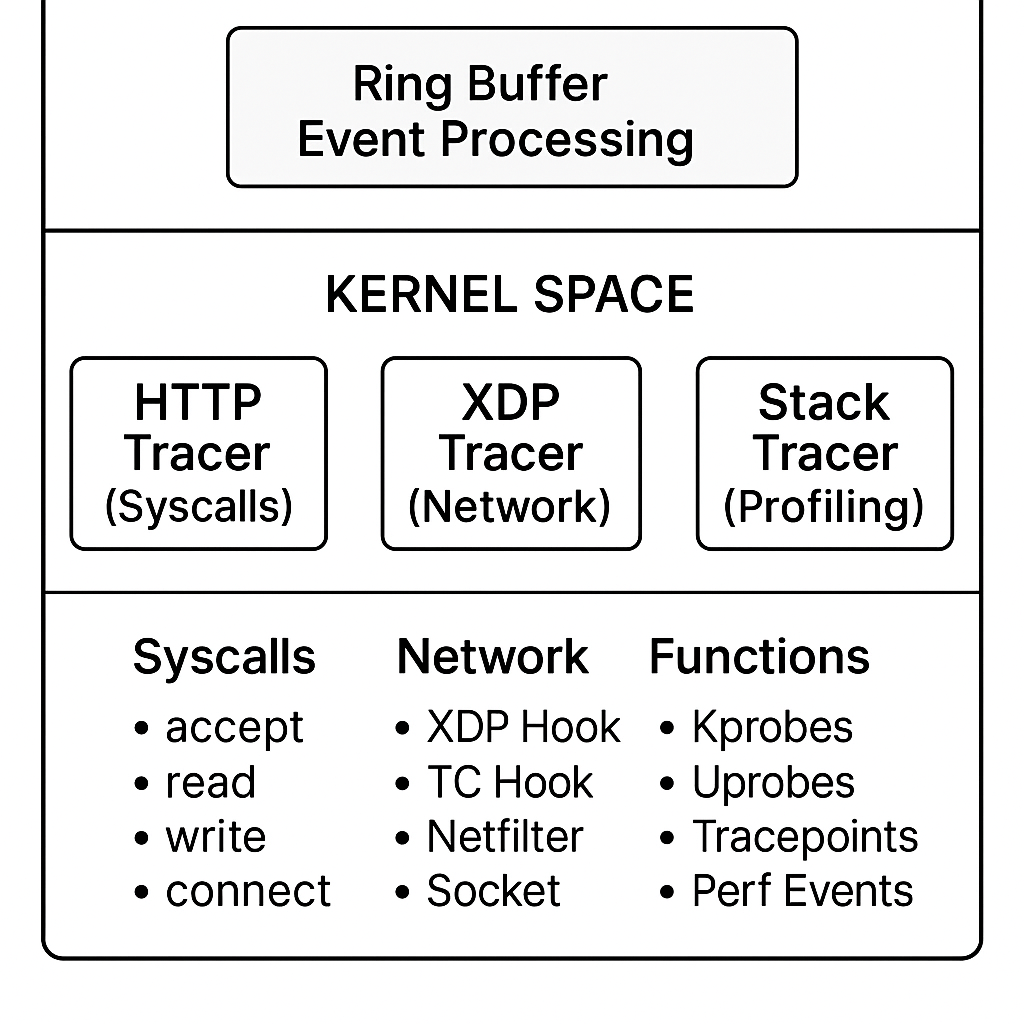 Ring Buffer
Event Processing
KERNEL SPACE
HTTP
Tracer
(Syscalls)
XDP
Tracer
(Network)
Stack
Tracer
(Profiling)
Syscalls
• accept
• read
• write
• connect
Network
• XDP Hook
• TC Hook
• Netfilter
• Socket
Functions
• Kprobes
• Uprobes
• Tracepoints
• Perf Events